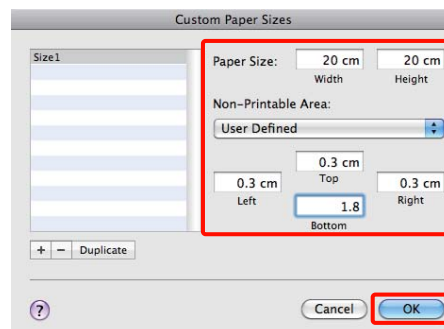 Custom Paper Sizes
Size1
Paper Size:
20 cm
20 cm
Width
Height
Non-Printable Area:
User Defined
0.3 cm
Top
0.3 cm
0.3 cm
Left
Right
1.8
Bottom
+ − Duplicate
? Cancel OK